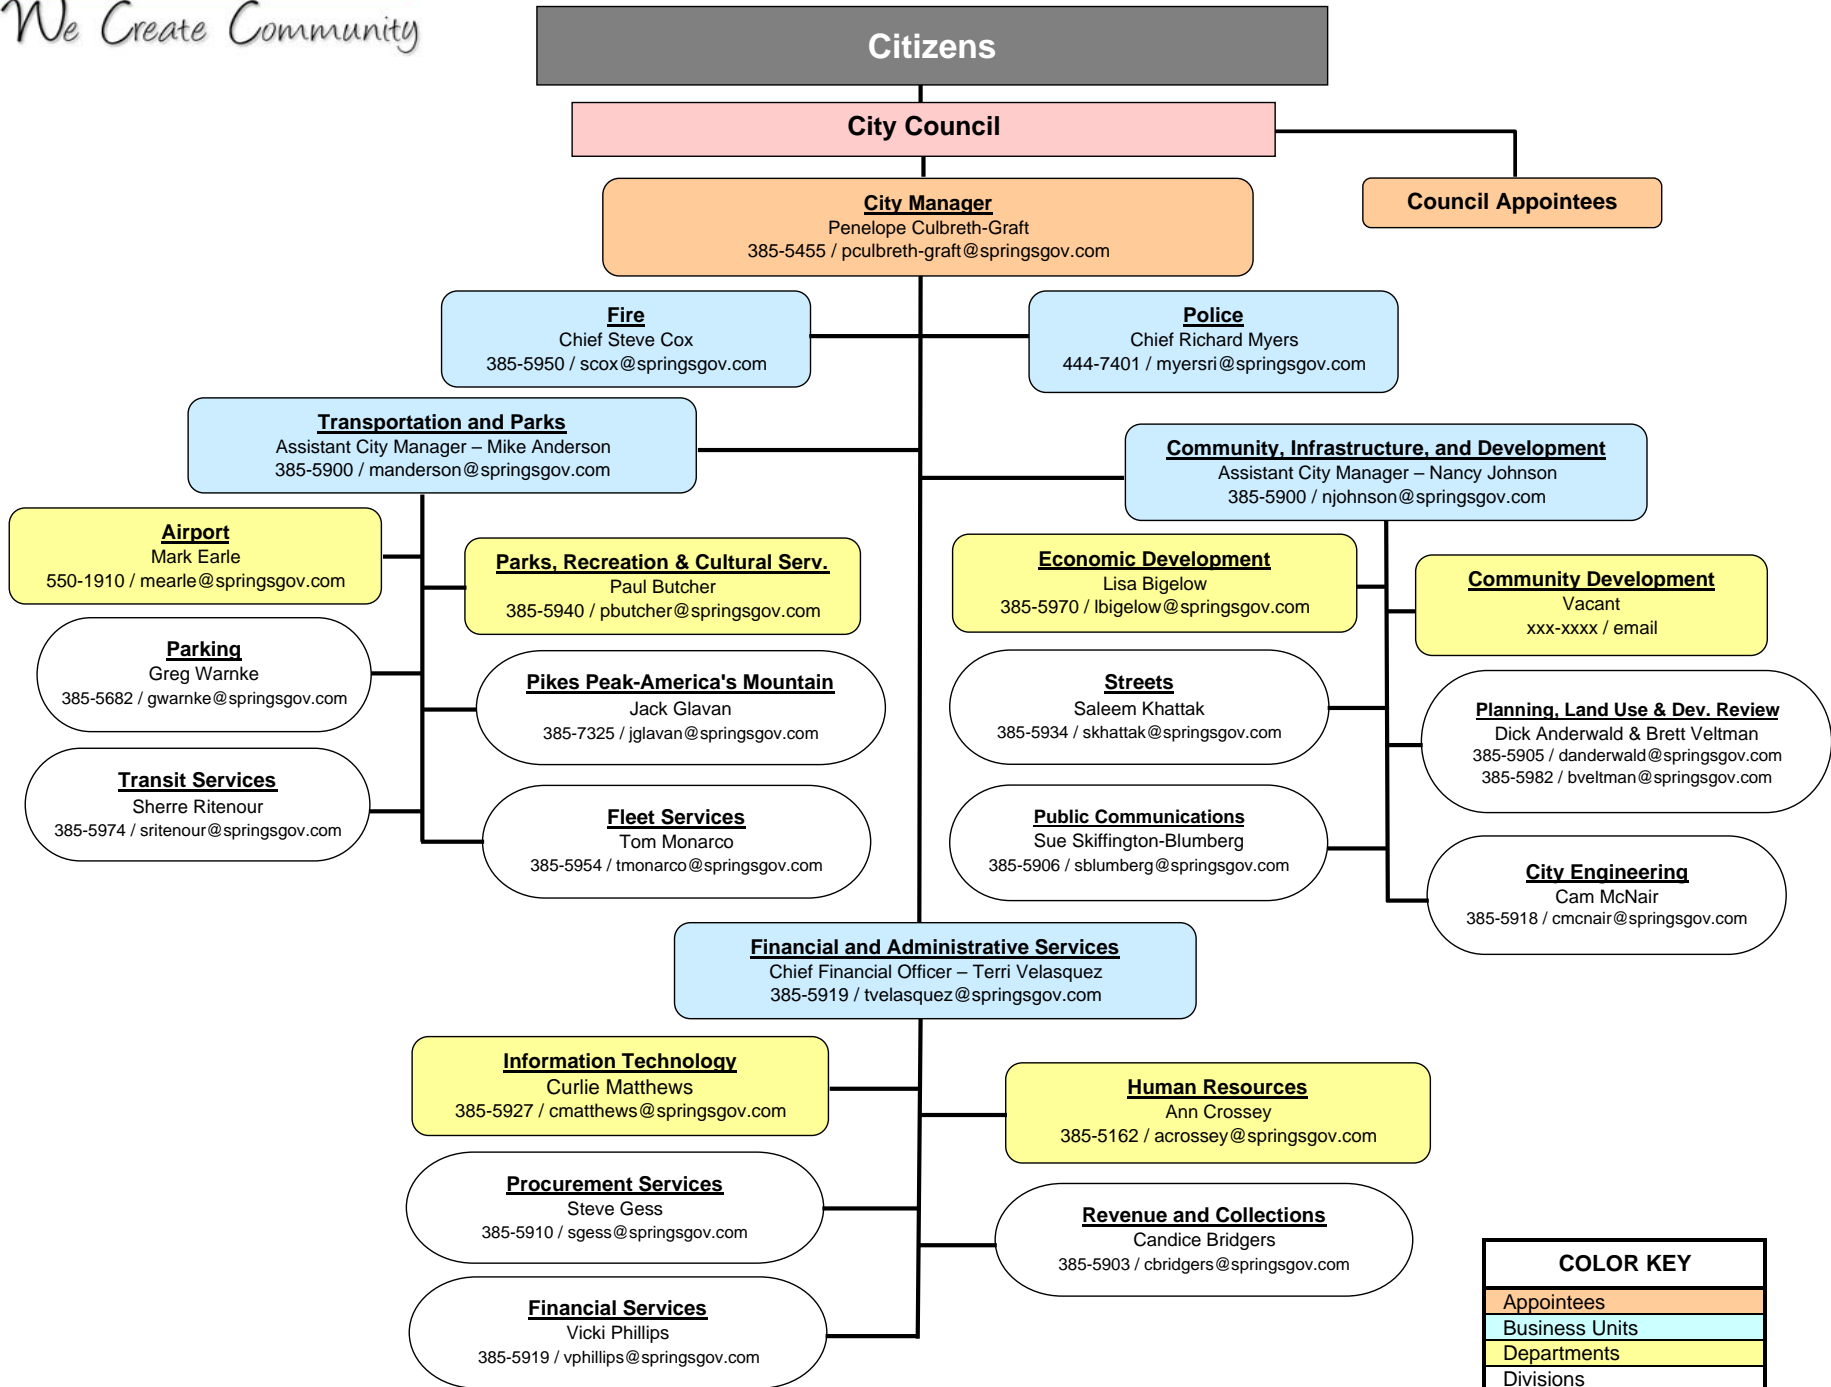 We Create Community
Citizens
City Council
Council Appointees
City Manager
Penelope Culbreth-Graft
385-5455 / pculbreth-graft@springsgov.com
Fire
Chief Steve Cox
385-5950 / scox@springsgov.com
Police
Chief Richard Myers
444-7401 / myersri@springsgov.com
Transportation and Parks
Assistant City Manager – Mike Anderson
385-5900 / manderson@springsgov.com
Community, Infrastructure, and Development
Assistant City Manager – Nancy Johnson
385-5900 / njohnson@springsgov.com
Airport
Mark Earle
550-1910 / mearle@springsgov.com
Parks, Recreation & Cultural Serv.
Paul Butcher
385-5940 / pbutcher@springsgov.com
Economic Development
Lisa Bigelow
385-5970 / lbigelow@springsgov.com
Community Development
Vacant
xxx-xxxx / email
Parking
Greg Warnke
385-5682 / gwarnke@springsgov.com
Pikes Peak-America's Mountain
Jack Glavan
385-7325 / jglavan@springsgov.com
Streets
Saleem Khattak
385-5934 / skhattak@springsgov.com
Planning, Land Use & Dev. Review
Dick Anderwald & Brett Veltman
385-5905 / danderwald@springsgov.com
385-5982 / bveltman@springsgov.com
Transit Services
Sherre Ritenour
385-5974 / sritenour@springsgov.com
Fleet Services
Tom Monarco
385-5954 / tmonarco@springsgov.com
Public Communications
Sue Skiffington-Blumberg
385-5906 / sblumberg@springsgov.com
City Engineering
Cam McNair
385-5918 / cmcnair@springsgov.com
Financial and Administrative Services
Chief Financial Officer – Terri Velasquez
385-5919 / tvelasquez@springsgov.com
Information Technology
Curlie Matthews
385-5927 / cmatthews@springsgov.com
Human Resources
Ann Crossey
385-5162 / acrossey@springsgov.com
Procurement Services
Steve Gess
385-5910 / sgess@springsgov.com
Revenue and Collections
Candice Bridgers
385-5903 / cbridgers@springsgov.com
Financial Services
Vicki Phillips
385-5919 / vphillips@springsgov.com
COLOR KEY
Appointees
Business Units
Departments
Divisions